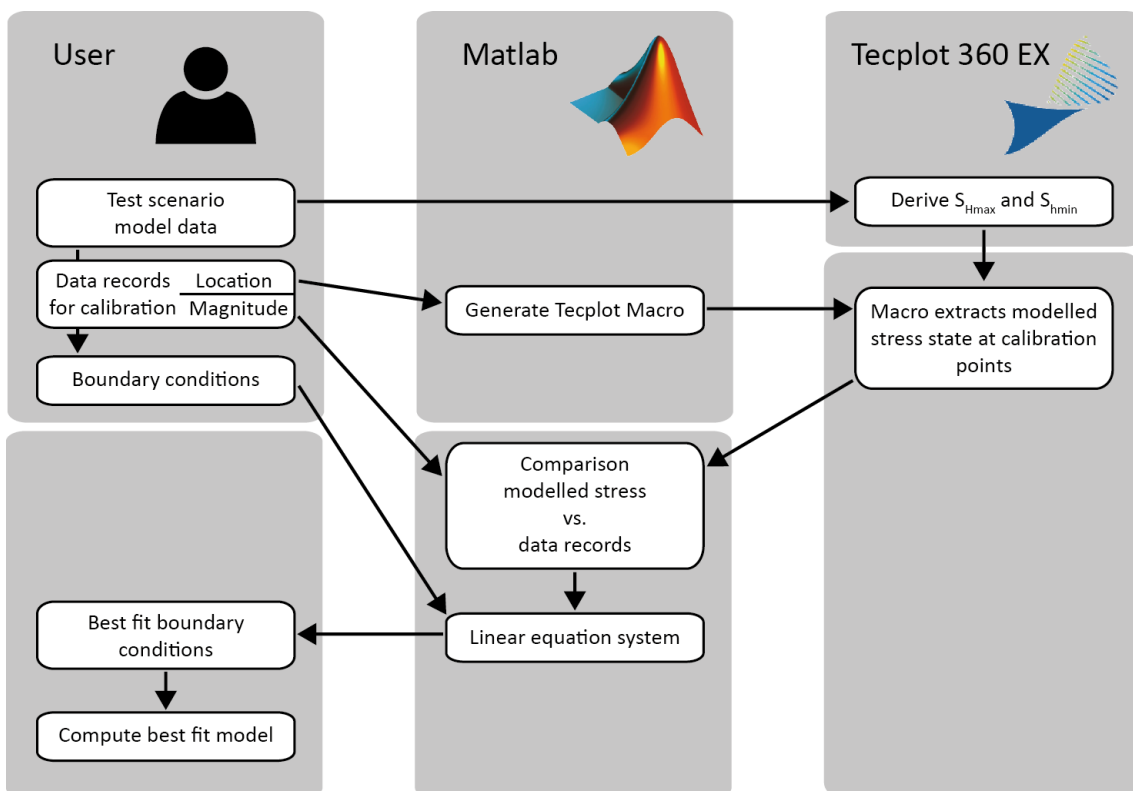 User
Matlab
Tecplot 360 EX
Test scenario
model data
Derive S_Hmax and S_hmin
Data records
for calibration
Location
Magnitude
Generate Tecplot Macro
Macro extracts modelled
stress state at calibration
points
Boundary conditions
Comparison
modelled stress
vs.
data records
Best fit boundary
conditions
Linear equation system
Compute best fit model